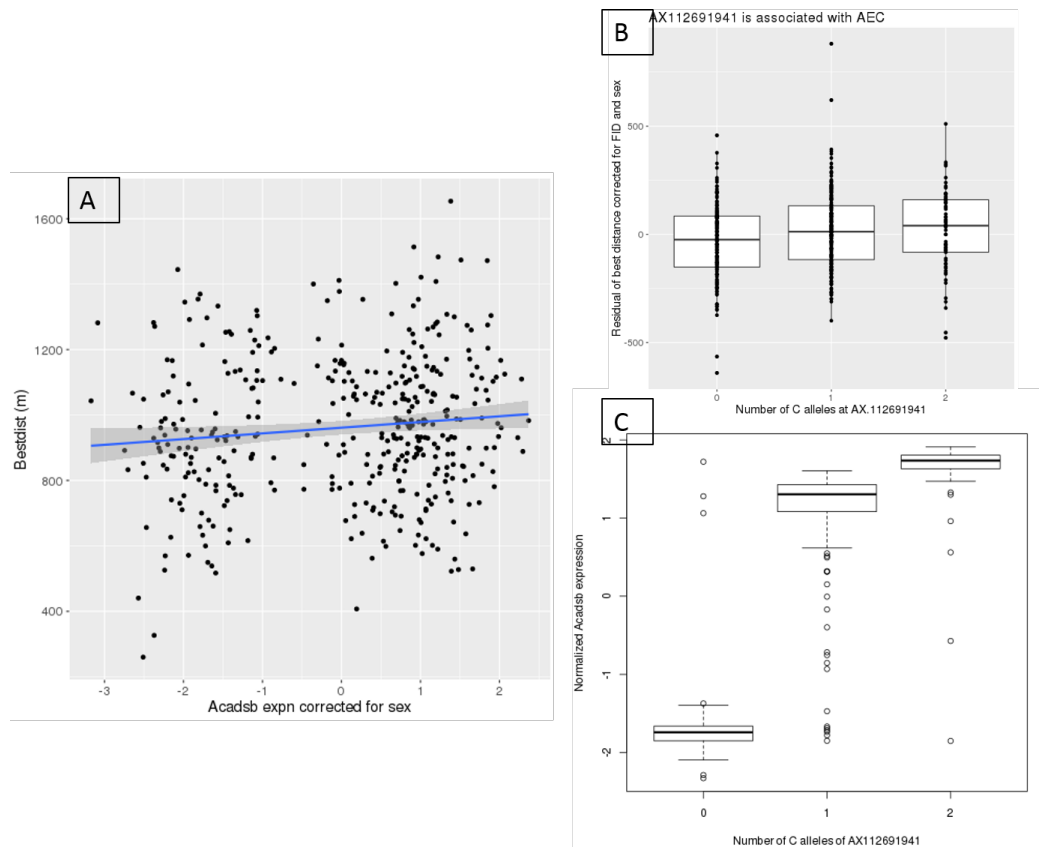 A
1600
1200
800
400
Bestdist (m)
-3 -2 -1 0 1 2
Acadsb expn corrected for sex
B
AX112691941 is associated with AEC
500
0
-500
Residual of best distance corrected for FID and sex
0 1 2
Number of C alleles at AX.112691941
C
2
1
0
-1
-2
Normalized Acadsb expression
0 1 2
Number of C alleles of AX112691941